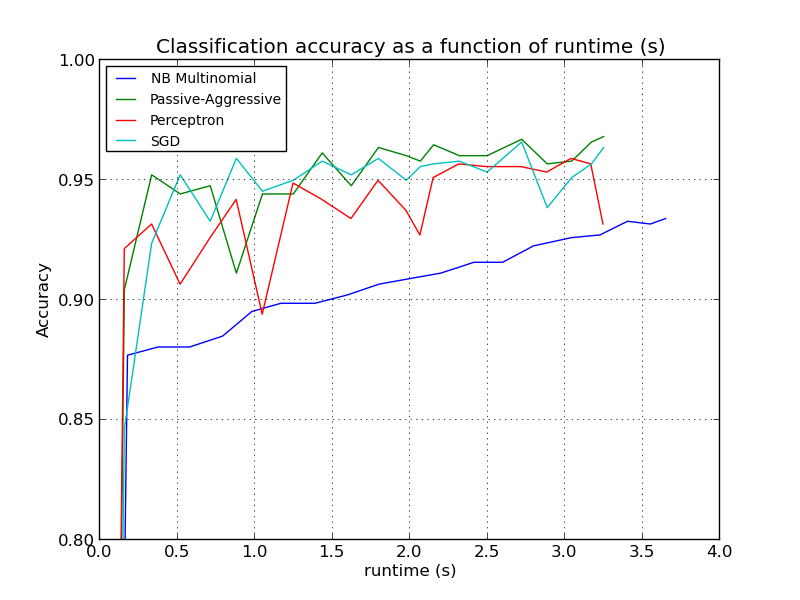 Classification accuracy as a function of runtime (s)
1.00
NB Multinomial
Passive-Aggressive
Perceptron
SGD
0.95
0.90
Accuracy
0.85
0.80
0.0 0.5 1.0 1.5 2.0 2.5 3.0 3.5 4.0
runtime (s)